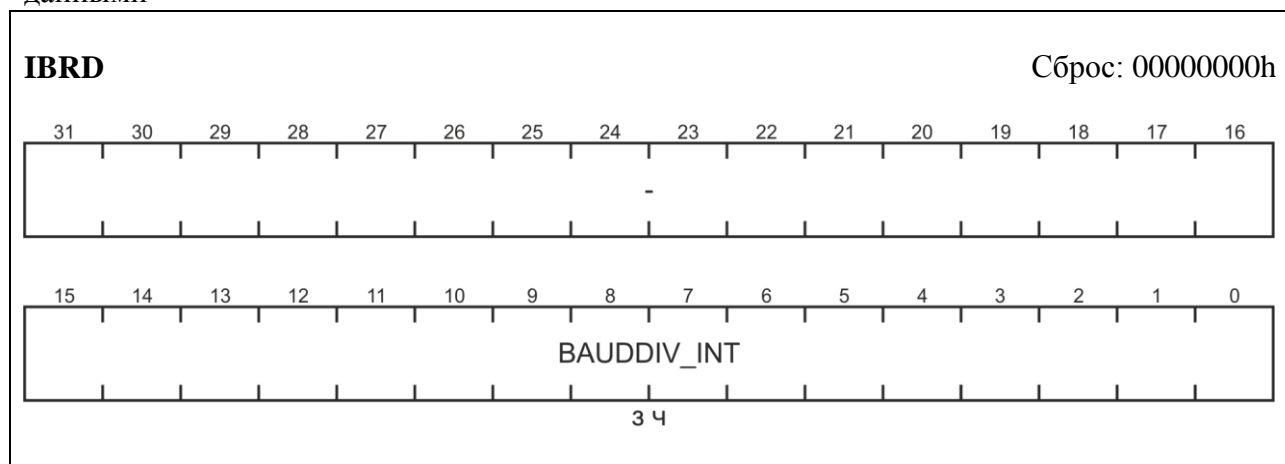 данными
IBRD Сброс: 00000000h
31 30 29 28 27 26 25 24 23 22 21 20 19 18 17 16
-
15 14 13 12 11 10 9 8 7 6 5 4 3 2 1 0
BAUDDIV_INT
З Ч